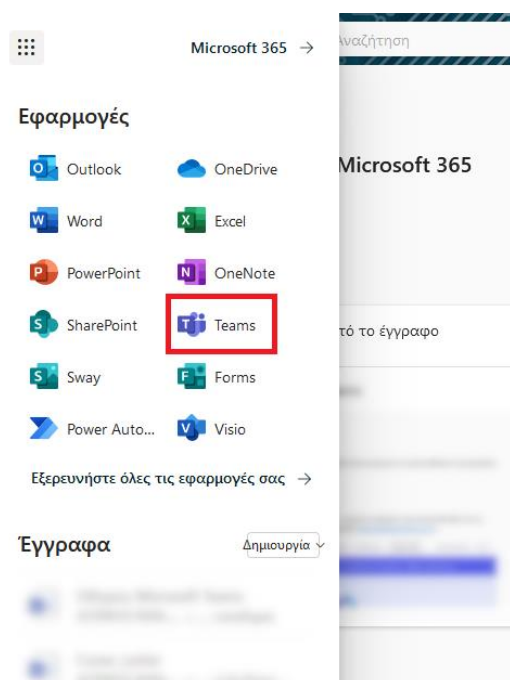 Microsoft 365 →
Αναζήτηση
Εφαρμογές
Outlook
OneDrive
Microsoft 365
Word
Excel
PowerPoint
OneNote
SharePoint
Teams
τό το έγγραφο
Sway
Forms
Power Auto...
Visio
Εξερευνήστε όλες τις εφαρμογές σας →
Έγγραφα
Δημιουργία